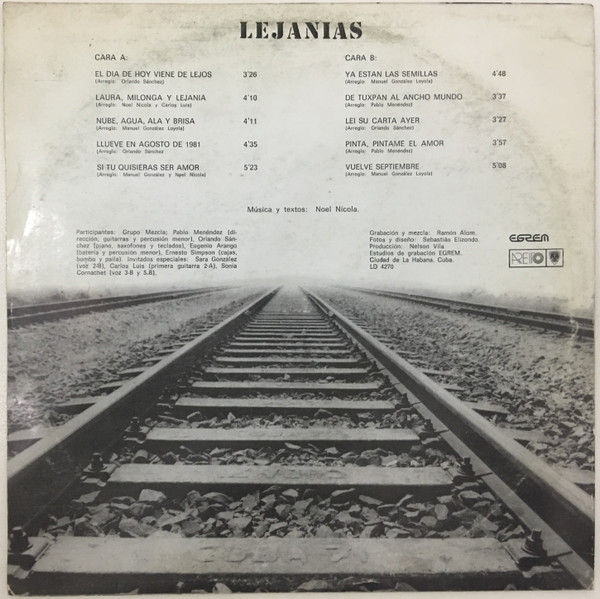 LEJANIAS
CARA A:
EL DIA DE HOY VIENE DE LEJOS 3'26
(Arreglo: Orlando Sánchez)
LAURA, MILONGA Y LEJANIA 4'10
(Arreglo: Noel Nicola y Carlos Luis)
NUBE, AGUA, ALA Y BRISA 4'11
(Arreglo: Manuel González Loyola)
LLUEVE EN AGOSTO DE 1981 4'35
(Arreglo: Orlando Sánchez
SI TU QUISIERAS SER AMOR 5'23
(Arreglo: Manuel González y Noel Nicola)
CARA B:
YA ESTAN LAS SEMILLAS 4'48
(Arreglo: Manuel González Loyola)
DE TUXPAN AL ANCHO MUNDO 3'37
(Arreglo: Pablo Menéndez)
LEI SU CARTA AYER 3'27
(Arreglo: Orlando Sánchez)
PINTA, PINTAME EL AMOR 3'57
(Arreglo: Pablo Menéndez)
VUELVE SEPTIEMBRE 5'08
(Arreglo: Manuel González Loyola)
Música y textos: Noel Nicola.
Participantes: Grupo Mezcla; Pablo Menéndez (di-
rección, guitarras y percusión menor), Orlando Sán-
chez (piano, saxofones y teclados), Eugenio Arango
(batería y percusión menor), Ernesto Simpson (cajas,
bombo y paila). Invitados especiales: Sara González
(voz 2-B), Carlos Luis (primera guitarra 2-A), Sonia
Cornuchet (voz 3-B y 5-B).
Grabación y mezcla: Ramón Alom.
Fotos y diseño: Sebastián Elizondo.
Producción: Nelson Vila
Estudios de grabación EGREM,
Ciudad de La Habana, Cuba.
LD 4270
EGREM
AREITO